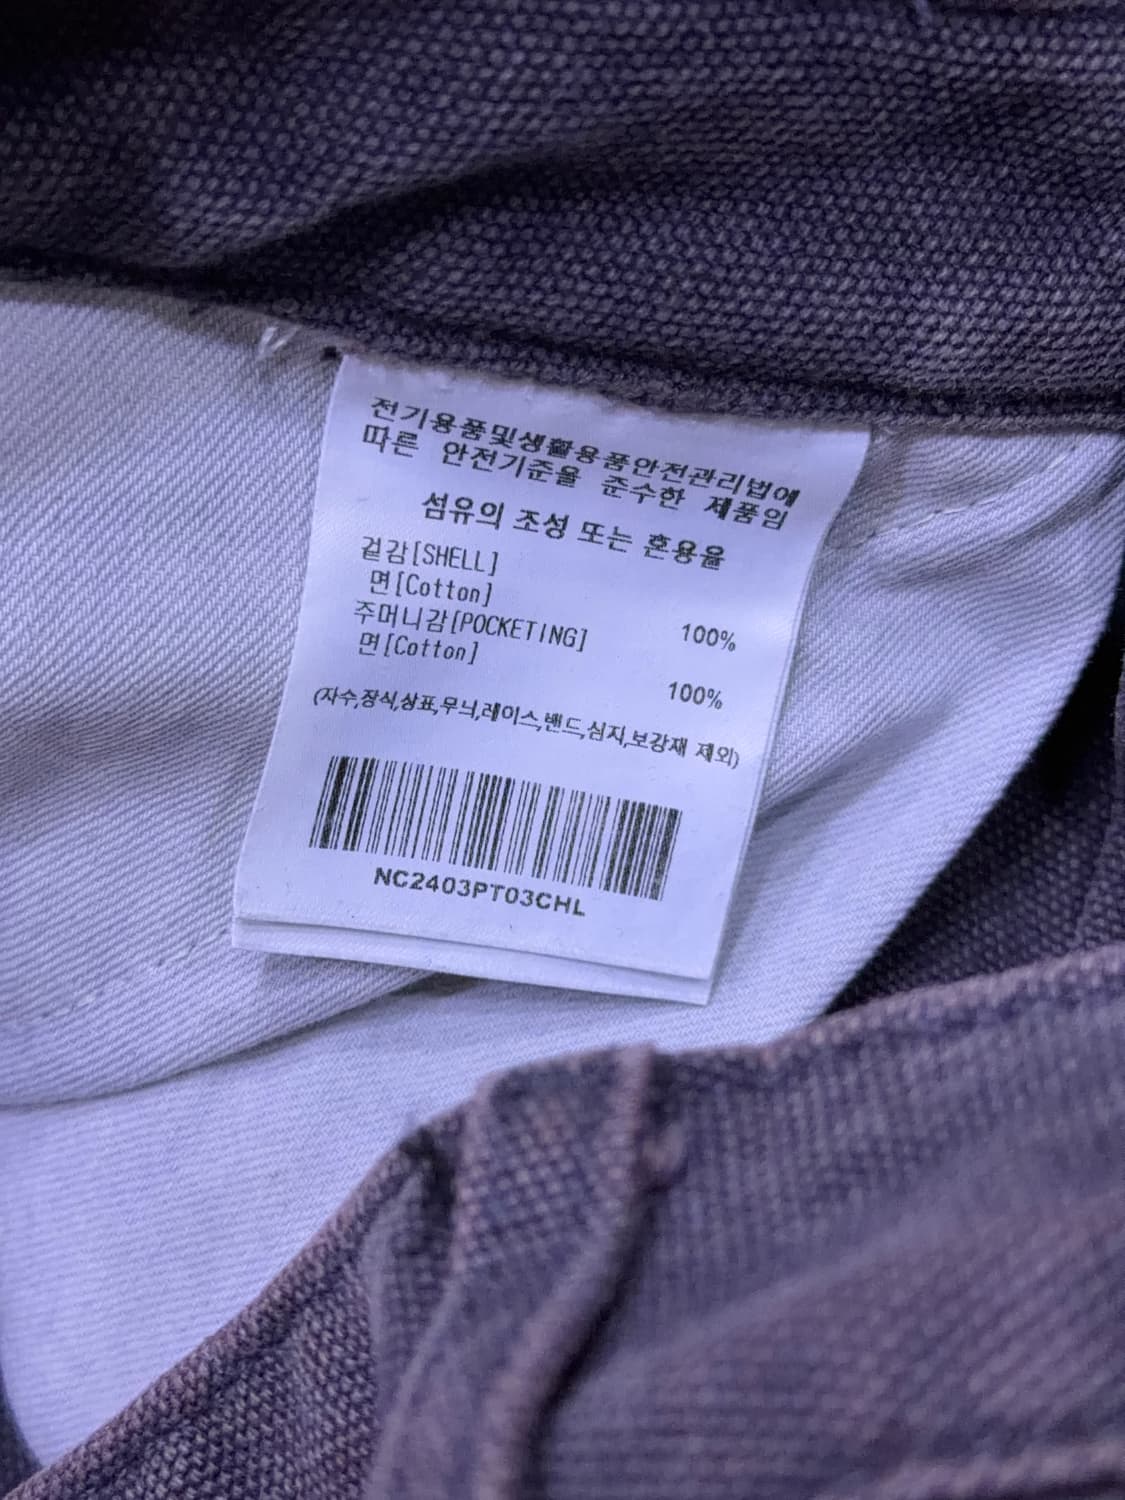 전기용품및생활용품안전관리법에
따른 안전기준을 준수한 제품임
섬유의 조성 또는 혼용율
겉감[SHELL]
면[Cotton] 100%
주머니감[POCKETING]
면[Cotton] 100%
(자수,장식,상표,무늬,레이스,밴드,심지,보강재 제외)
NC2403PT03CHL